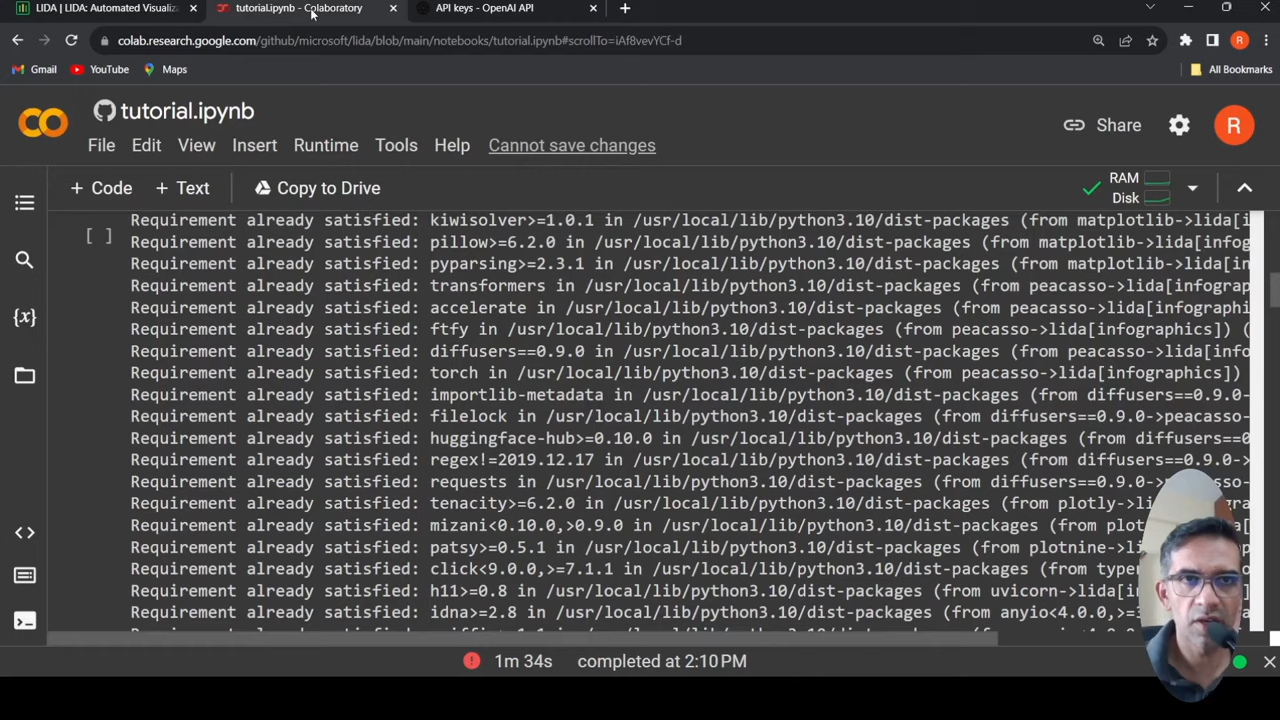 LIDA | LIDA: Automated Visualiza
tutorial.ipynb - Colaboratory
API keys - OpenAI API
colab.research.google.com/github/microsoft/lida/blob/main/notebooks/tutorial.ipynb#scrollTo=iAf8vevYCf-d
R
Gmail
YouTube
Maps
All Bookmarks
tutorial.ipynb
File
Edit
View
Insert
Runtime
Tools
Help
Cannot save changes
Share
R
+ Code
+ Text
Copy to Drive
RAM
Disk
{x}
[ ]
Requirement already satisfied: kiwisolver>=1.0.1 in /usr/local/lib/python3.10/dist-packages (from matplotlib->lida[i
Requirement already satisfied: pillow>=6.2.0 in /usr/local/lib/python3.10/dist-packages (from matplotlib->lida[infog
Requirement already satisfied: pyparsing>=2.3.1 in /usr/local/lib/python3.10/dist-packages (from matplotlib->lida[in
Requirement already satisfied: transformers in /usr/local/lib/python3.10/dist-packages (from peacasso->lida[infograp
Requirement already satisfied: accelerate in /usr/local/lib/python3.10/dist-packages (from peacasso->lida[infographi
Requirement already satisfied: ftfy in /usr/local/lib/python3.10/dist-packages (from peacasso->lida[infographics]) (
Requirement already satisfied: diffusers==0.9.0 in /usr/local/lib/python3.10/dist-packages (from peacasso->lida[info
Requirement already satisfied: torch in /usr/local/lib/python3.10/dist-packages (from peacasso->lida[infographics])
Requirement already satisfied: importlib-metadata in /usr/local/lib/python3.10/dist-packages (from diffusers==0.9.0-
Requirement already satisfied: filelock in /usr/local/lib/python3.10/dist-packages (from diffusers==0.9.0->peacasso-
Requirement already satisfied: huggingface-hub>=0.10.0 in /usr/local/lib/python3.10/dist-packages (from diffusers==0
Requirement already satisfied: regex!=2019.12.17 in /usr/local/lib/python3.10/dist-packages (from diffusers==0.9.0->
Requirement already satisfied: requests in /usr/local/lib/python3.10/dist-packages (from diffusers==0.9.0->peacasso-
Requirement already satisfied: tenacity>=6.2.0 in /usr/local/lib/python3.10/dist-packages (from plotly->
Requirement already satisfied: mizani<0.10.0,>0.9.0 in /usr/local/lib/python3.10/dist-packages (from plot
Requirement already satisfied: patsy>=0.5.1 in /usr/local/lib/python3.10/dist-packages (from plotnine->li
Requirement already satisfied: click<9.0.0,>=7.1.1 in /usr/local/lib/python3.10/dist-packages (from type
Requirement already satisfied: h11>=0.8 in /usr/local/lib/python3.10/dist-packages (from uvicorn->lida[in
Requirement already satisfied: idna>=2.8 in /usr/local/lib/python3.10/dist-packages (from anyio<4.0.0,>=3
1m 34s
completed at 2:10 PM